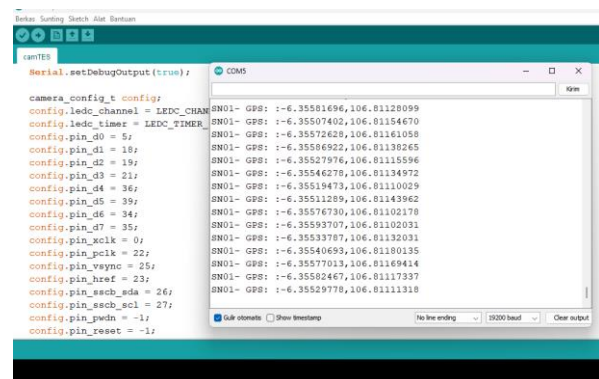 Berkas Sunting Sketch Alat Bantuan
camTES
Serial.setDebugOutput(true);
camera_config_t config;
config.ledc_channel = LEDC_CHAN
config.ledc_timer = LEDC_TIMER_
config.pin_d0 = 5;
config.pin_d1 = 18;
config.pin_d2 = 19;
config.pin_d3 = 21;
config.pin_d4 = 36;
config.pin_d5 = 39;
config.pin_d6 = 34;
config.pin_d7 = 35;
config.pin_xclk = 0;
config.pin_pclk = 22;
config.pin_vsync = 25;
config.pin_href = 23;
config.pin_sscb_sda = 26;
config.pin_sscb_scl = 27;
config.pin_pwdn = -1;
config.pin_reset = -1;
COM5
Kirim
SN01- GPS: :-6.35581696,106.81128099
SN01- GPS: :-6.35507402,106.81154670
SN01- GPS: :-6.35572628,106.81161058
SN01- GPS: :-6.35586922,106.81138265
SN01- GPS: :-6.35527976,106.81115596
SN01- GPS: :-6.35546278,106.81134972
SN01- GPS: :-6.35519473,106.81110029
SN01- GPS: :-6.35511289,106.81143962
SN01- GPS: :-6.35576730,106.81102178
SN01- GPS: :-6.35593707,106.81102031
SN01- GPS: :-6.35533787,106.81132031
SN01- GPS: :-6.35540693,106.81180135
SN01- GPS: :-6.35577013,106.81169414
SN01- GPS: :-6.35582467,106.81117337
SN01- GPS: :-6.35529778,106.81111318
Gulir otomatis Show timestamp No line ending 19200 baud Clear output